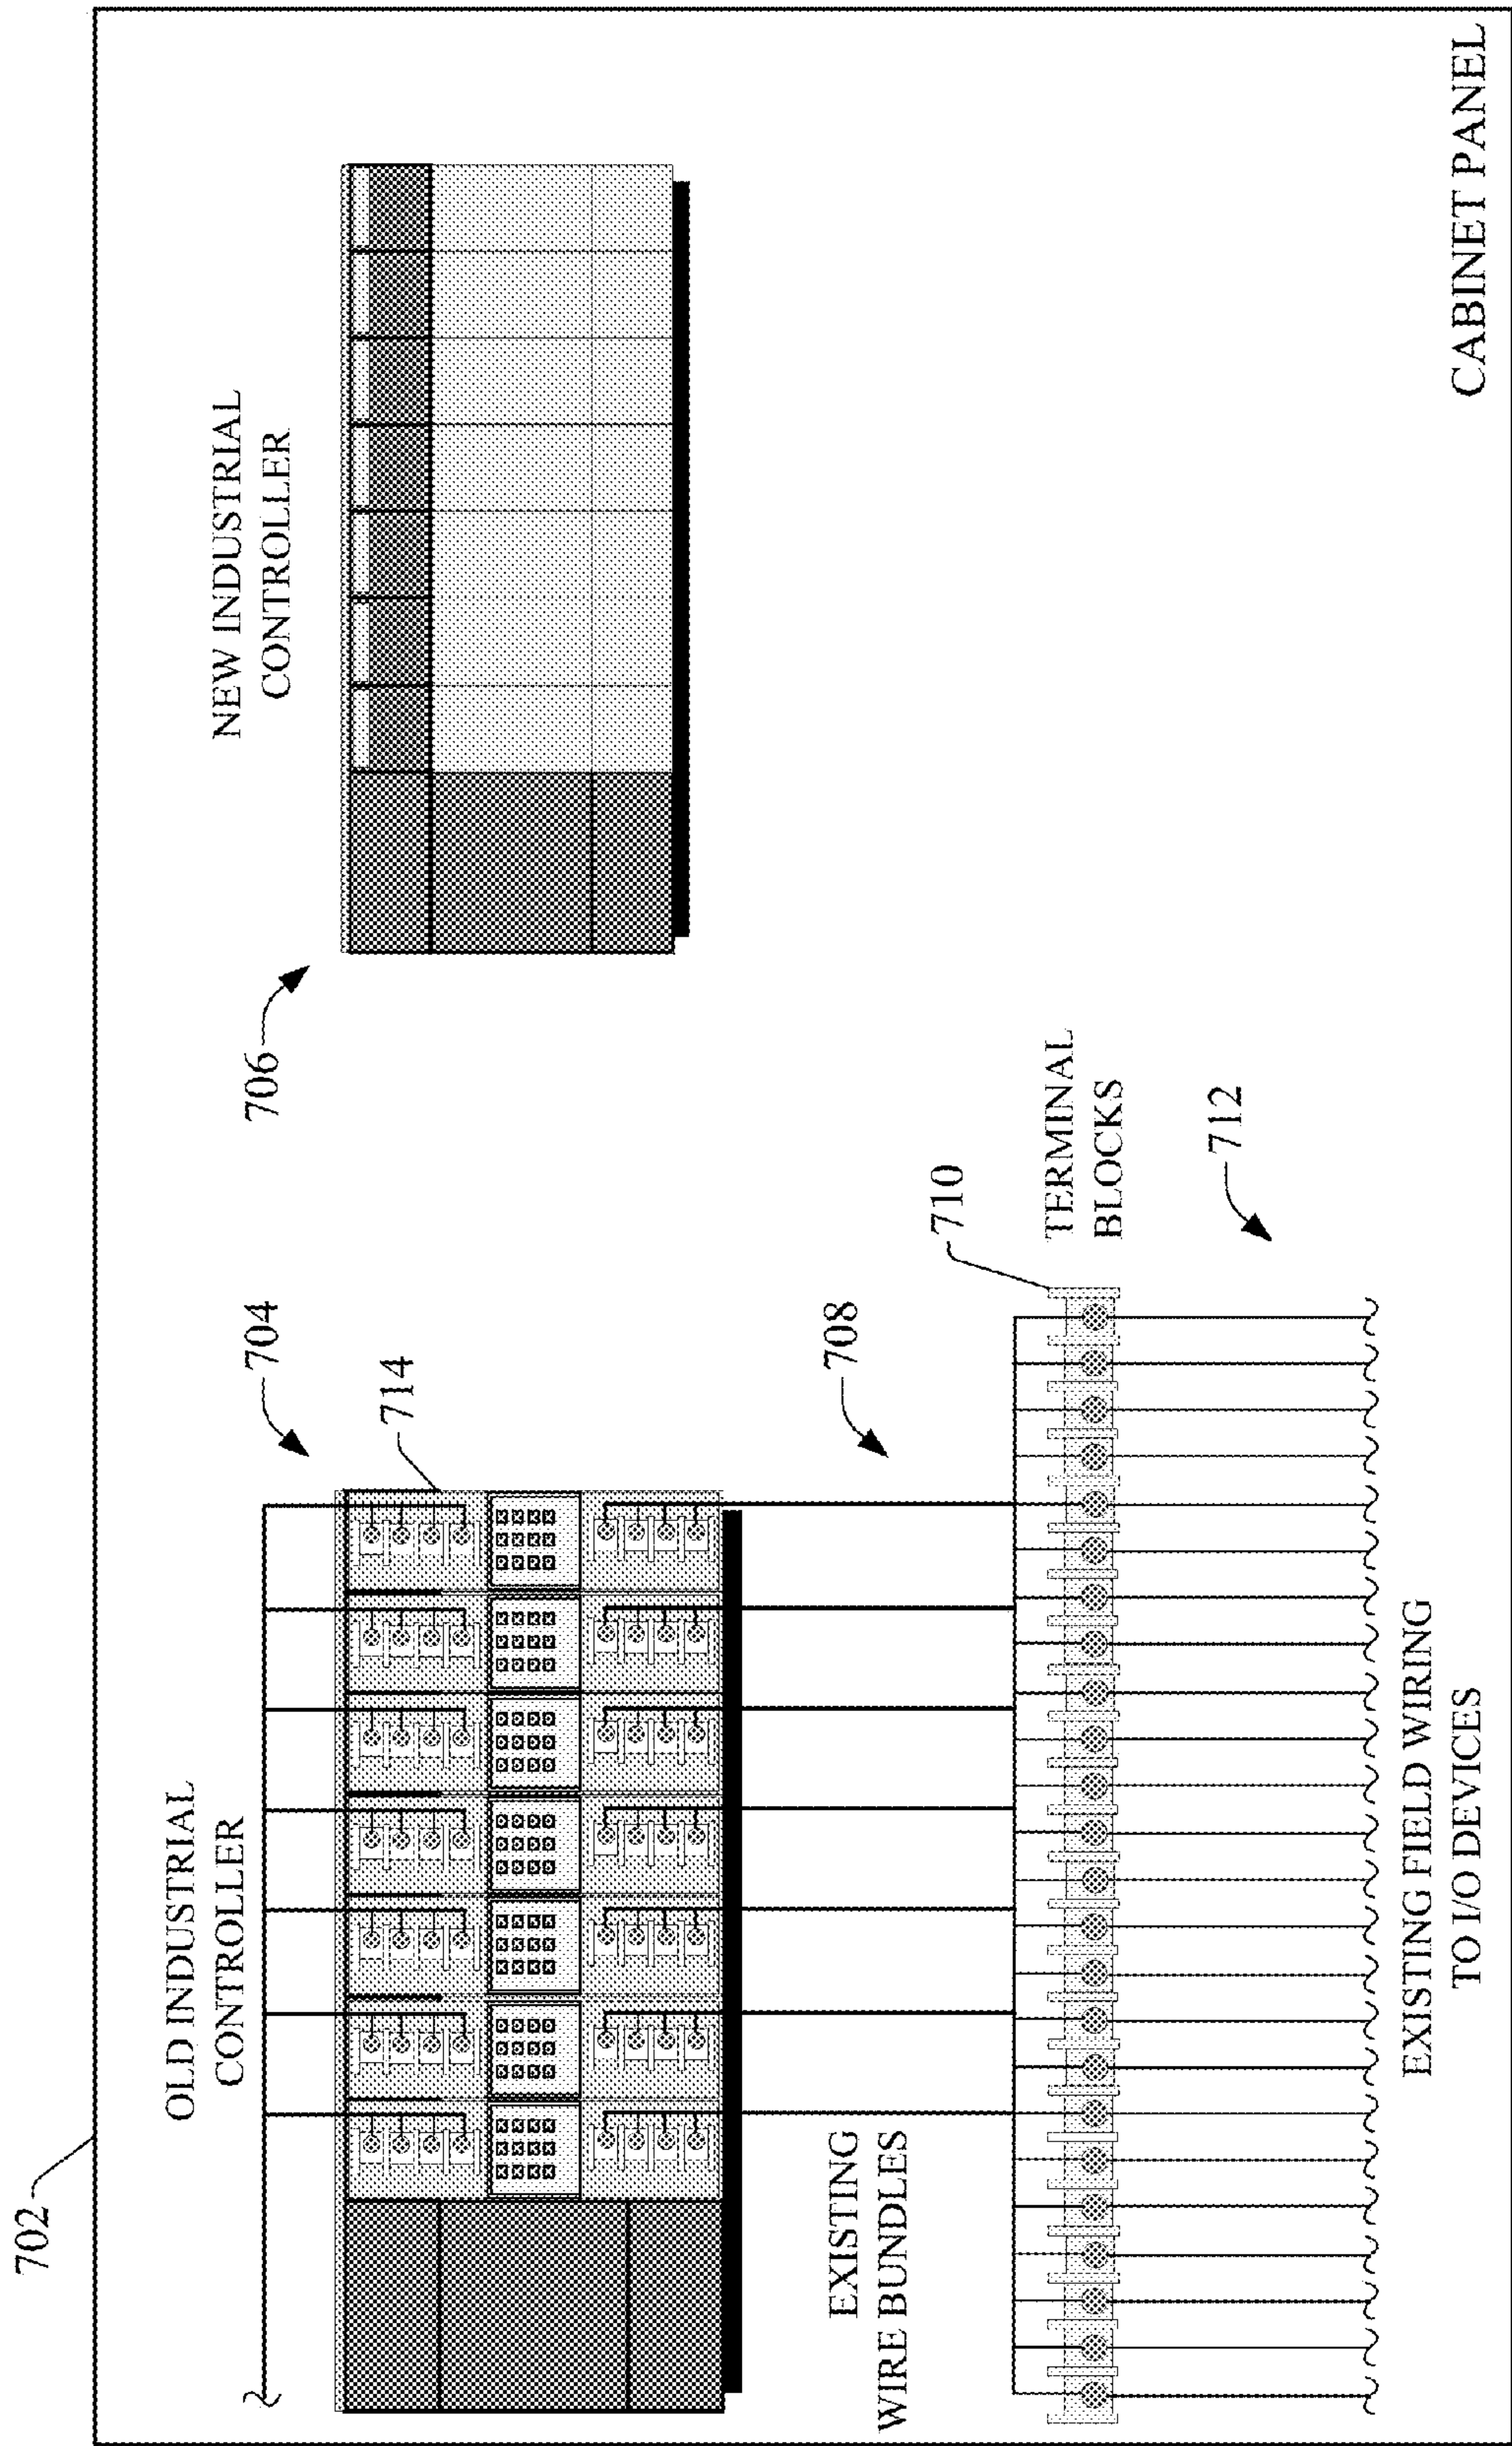 702
OLD INDUSTRIAL
CONTROLLER
704
714
706
NEW INDUSTRIAL
CONTROLLER
EXISTING
WIRE BUNDLES
708
710
TERMINAL
BLOCKS
712
EXISTING FIELD WIRING
TO I/O DEVICES
CABINET PANEL